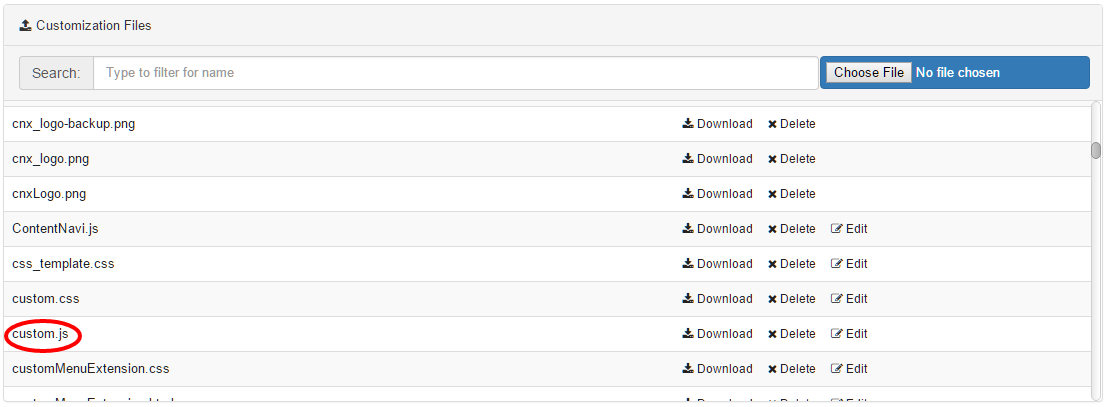 Customization Files
Search: Type to filter for name Choose File No file chosen
cnx_logo-backup.png Download Delete
cnx_logo.png Download Delete
cnxLogo.png Download Delete
ContentNavi.js Download Delete Edit
css_template.css Download Delete Edit
custom.css Download Delete Edit
custom.js Download Delete Edit
customMenuExtension.css Download Delete Edit
Download Delete Edit